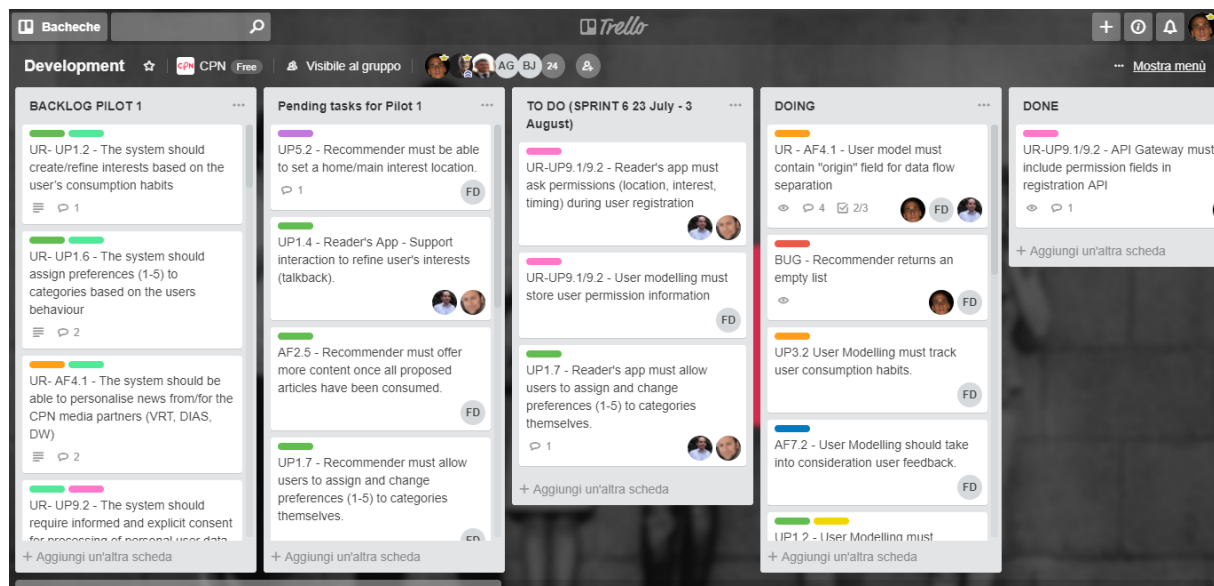 Bacheche
Trello
Development
CPN Free
Visibile al gruppo
AG BJ 24
Mostra menù
BACKLOG PILOT 1
UR- UP1.2 - The system should
create/refine interests based on the
user's consumption habits
1
UR- UP1.6 - The system should
assign preferences (1-5) to
categories based on the users
behaviour
2
UR- AF4.1 - The system should be
able to personalise news from/for the
CPN media partners (VRT, DIAS,
DW)
2
UR- UP9.2 - The system should
require informed and explicit consent
for processing of personal user data
+ Aggiungi un'altra scheda
Pending tasks for Pilot 1
UP5.2 - Recommender must be able
to set a home/main interest location.
1
FD
UP1.4 - Reader's App - Support
interaction to refine user's interests
(talkback).
AF2.5 - Recommender must offer
more content once all proposed
articles have been consumed.
FD
UP1.7 - Recommender must allow
users to assign and change
preferences (1-5) to categories
themselves.
FD
+ Aggiungi un'altra scheda
TO DO (SPRINT 6 23 July - 3
August)
UR-UP9.1/9.2 - Reader's app must
ask permissions (location, interest,
timing) during user registration
UR-UP9.1/9.2 - User modelling must
store user permission information
FD
UP1.7 - Reader's app must allow
users to assign and change
preferences (1-5) to categories
themselves.
1
+ Aggiungi un'altra scheda
DOING
UR - AF4.1 - User model must
contain "origin" field for data flow
separation
4 2/3 FD
BUG - Recommender returns an
empty list
FD
UP3.2 User Modelling must track
user consumption habits.
FD
AF7.2 - User Modelling should take
into consideration user feedback.
FD
UP1.2 - User Modelling must
+ Aggiungi un'altra scheda
DONE
UR-UP9.1/9.2 - API Gateway must
include permission fields in
registration API
1
+ Aggiungi un'altra scheda